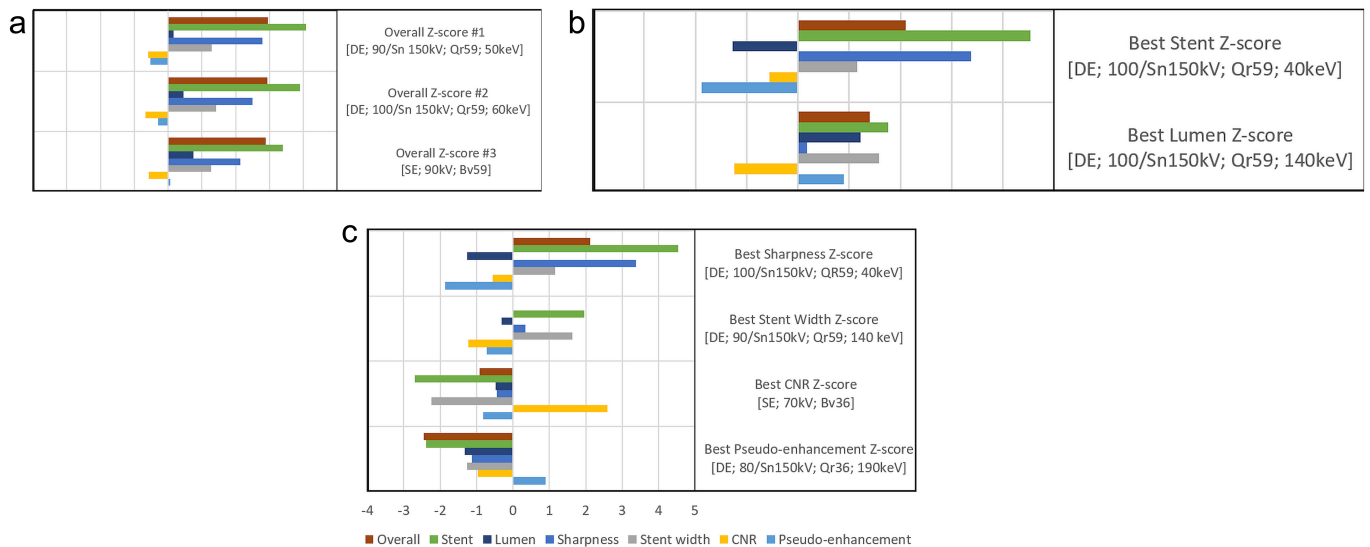 a
Overall Z-score #1
[DE; 90/Sn 150kV; Qr59; 50keV]
Overall Z-score #2
[DE; 100/Sn 150kV; Qr59; 60keV]
Overall Z-score #3
[SE; 90kV; Bv59]
b
Best Stent Z-score
[DE; 100/Sn150kV; Qr59; 40keV]
Best Lumen Z-score
[DE; 100/Sn150kV; Qr59; 140keV]
c
Best Sharpness Z-score
[DE; 100/Sn150kV; QR59; 40keV]
Best Stent Width Z-score
[DE; 90/Sn150kV; Qr59; 140 keV]
Best CNR Z-score
[SE; 70kV; Bv36]
Best Pseudo-enhancement Z-score
[DE; 80/Sn150kV; Qr36; 190keV]
-4 -3 -2 -1 0 1 2 3 4 5
Overall Stent Lumen Sharpness Stent width CNR Pseudo-enhancement